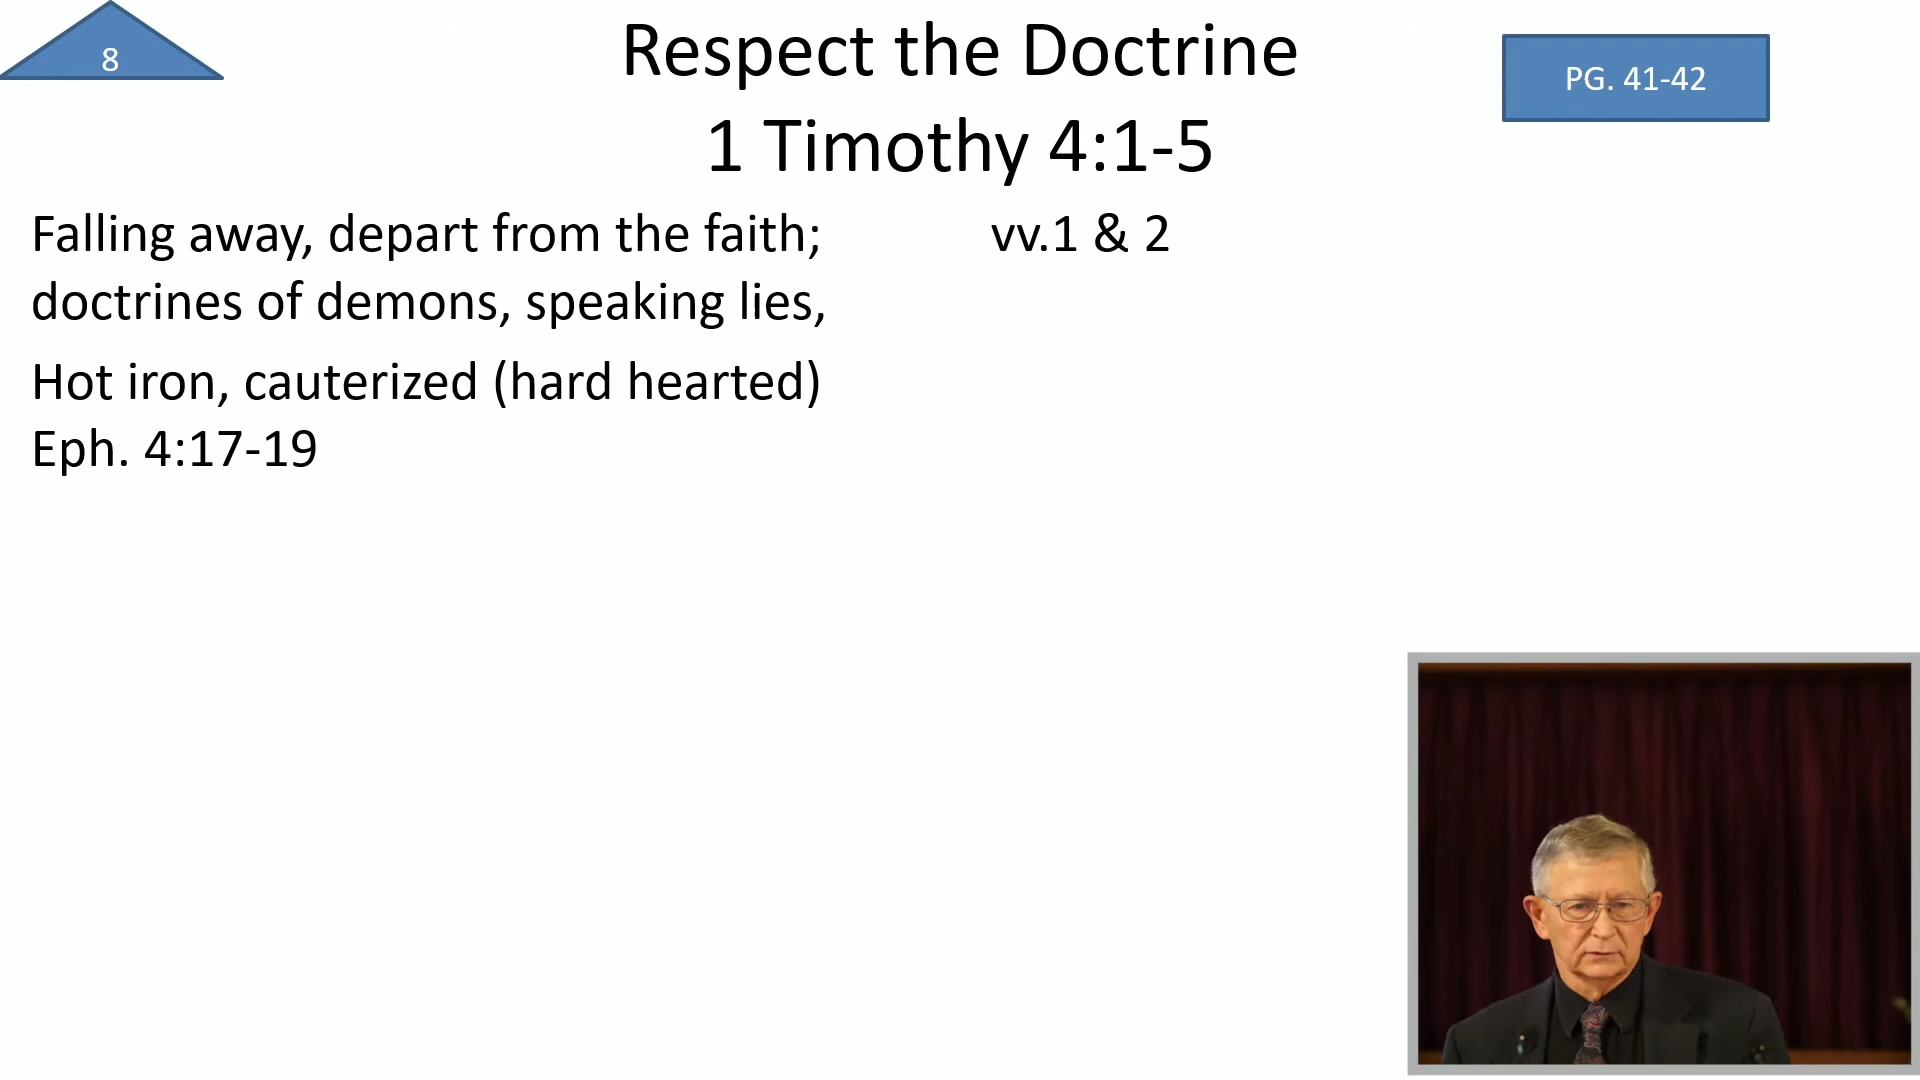 8
Respect the Doctrine
PG. 41-42
1 Timothy 4:1-5
Falling away, depart from the faith; vv.1 & 2
doctrines of demons, speaking lies,
Hot iron, cauterized (hard hearted)
Eph. 4:17-19